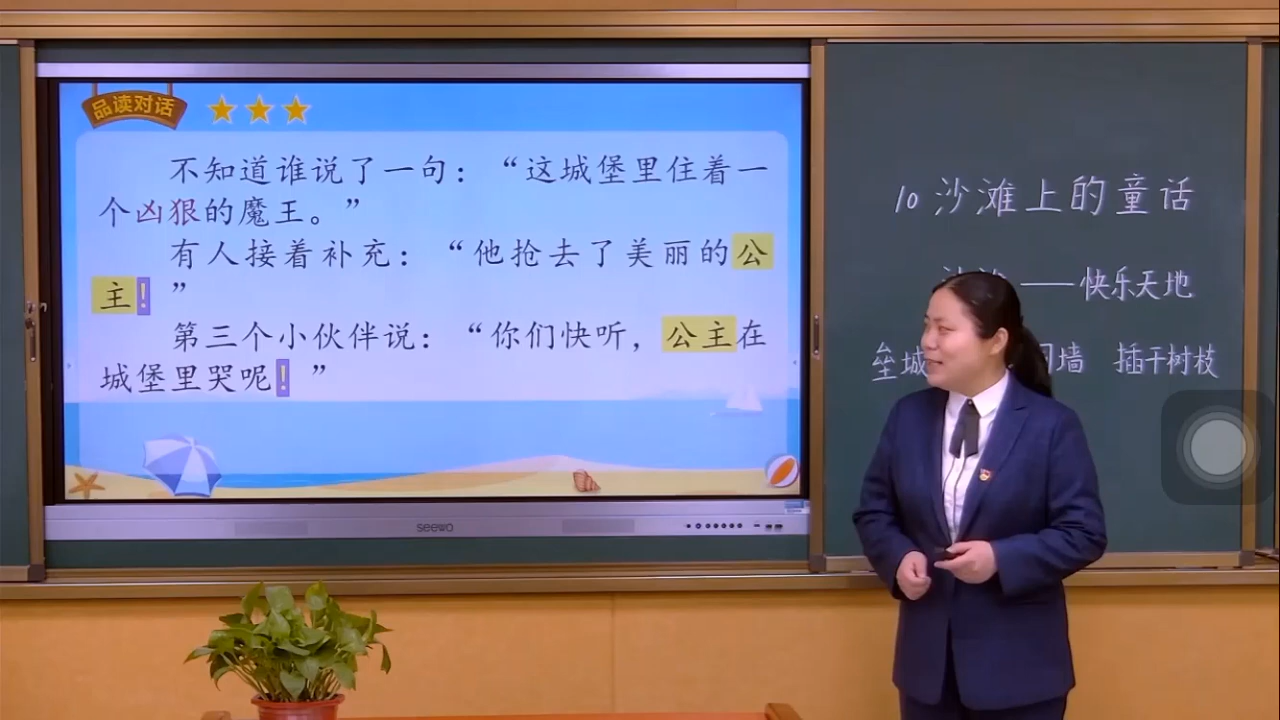 品读对话
不知道谁说了一句：“这城堡里住着一
个凶狠的魔王。”
有人接着补充：“他抢去了美丽的公
主！”
第三个小伙伴说：“你们快听，公主在
城堡里哭呢！”
seewo
10 沙滩上的童话
——快乐天地
垒城
墙 插干树枝